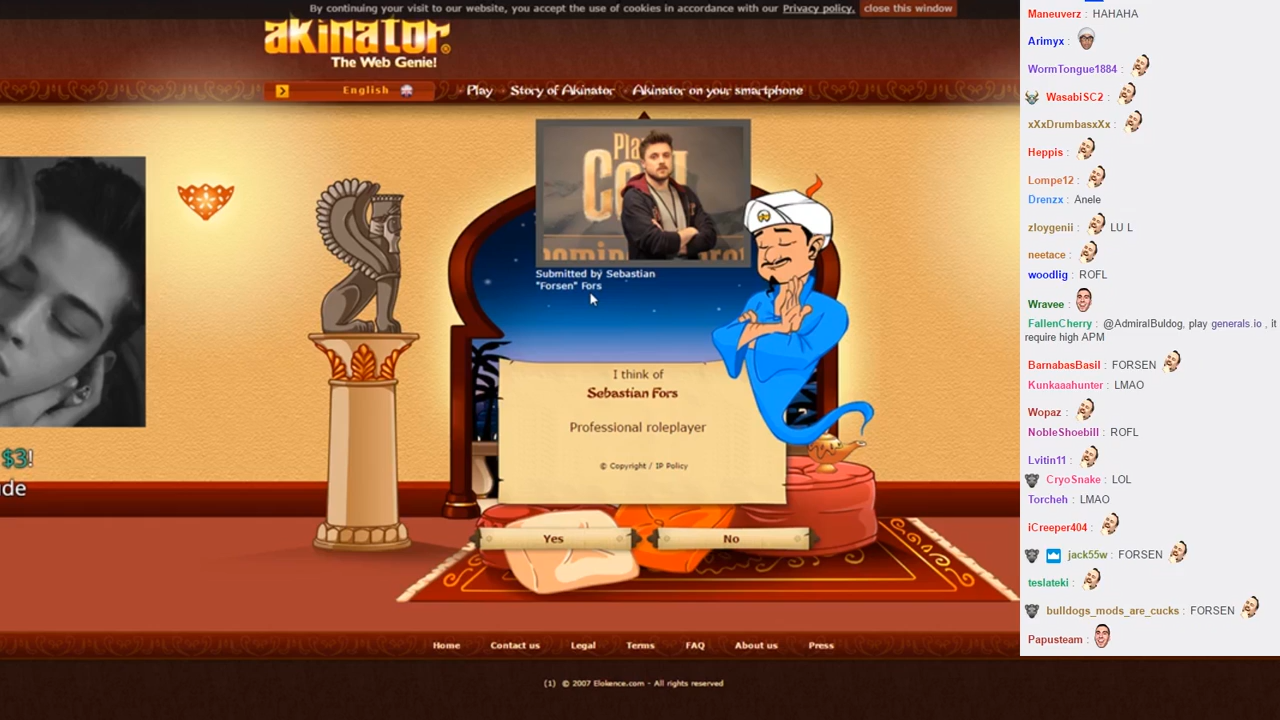 By continuing your visit to our website, you accept the use of cookies in accordance with our Privacy policy. close this window
akinator®
The Web Genie!
English
Play
Story of Akinator
Akinator on your smartphone
Submitted by Sebastian
"Forsen" Fors
I think of
Sebastian Fors
Professional roleplayer
© Copyright / IP Policy
Yes
No
$3!
Home
Contact us
Legal
Terms
FAQ
About us
Press
(1) © 2007 Elokence.com - All rights reserved
Maneuverz : HAHAHA
Arimyx :
WormTongue1884 :
WasabiSC2 :
xXxDrumbasxXx :
Heppis :
Lompe12 :
Drenzx : Anele
zloygenii : LU L
neetace :
woodlig : ROFL
Wravee :
FallenCherry : @AdmiralBuldog, play generals.io , it
require high APM
BarnabasBasil : FORSEN
Kunkaaahunter : LMAO
Wopaz :
NobleShoebill : ROFL
Lvitin11 :
CryoSnake : LOL
Torcheh : LMAO
iCreeper404 :
jack55w : FORSEN
teslateki :
bulldogs_mods_are_cucks : FORSEN
Papusteam :